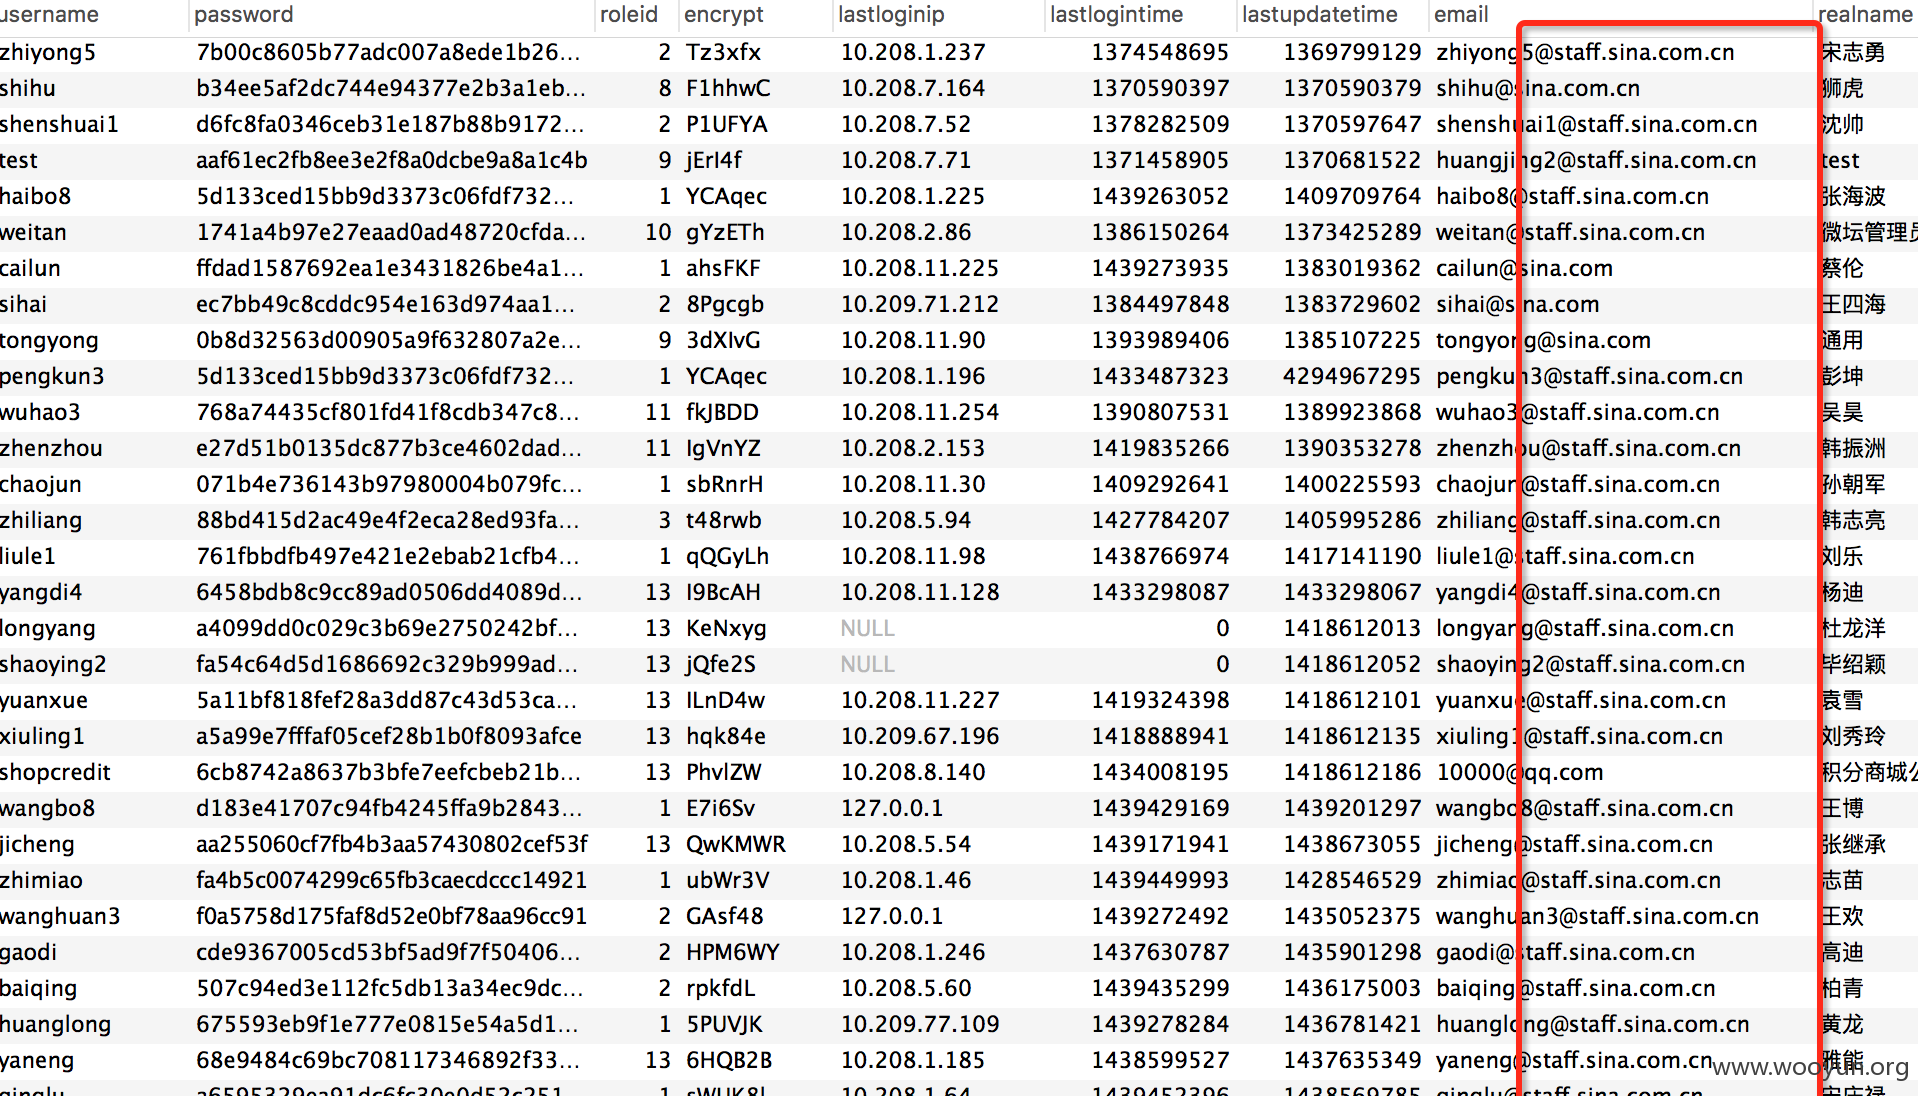 username password roleid encrypt lastloginip lastlogintime lastupdatetime email realname
zhiyong5 7b00c8605b77adc007a8ede1b26... 2 Tz3xfx 10.208.1.237 1374548695 1369799129 zhiyong5@staff.sina.com.cn 宋志勇
shihu b34ee5af2dc744e94377e2b3a1eb... 8 F1hhwC 10.208.7.164 1370590397 1370590379 shihu@sina.com.cn 狮虎
shenshuai1 d6fc8fa0346ceb31e187b88b9172... 2 P1UFYA 10.208.7.52 1378282509 1370597647 shenshuai1@staff.sina.com.cn 沈帅
test aaf61ec2fb8ee3e2f8a0dcbe9a8a1c4b 9 jErI4f 10.208.7.71 1371458905 1370681522 huangjing2@staff.sina.com.cn test
haibo8 5d133ced15bb9d3373c06fdf732... 1 YCAqec 10.208.1.225 1439263052 1409709764 haibo8@staff.sina.com.cn 张海波
weitan 1741a4b97e27eaad0ad48720cfda... 10 gYzETh 10.208.2.86 1386150264 1373425289 weitan@staff.sina.com.cn 微坛管理员
cailun ffdad1587692ea1e3431826be4a1... 1 ahsFKF 10.208.11.225 1439273935 1383019362 cailun@sina.com 蔡伦
sihai ec7bb49c8cddc954e163d974aa1... 2 8Pgcgb 10.209.71.212 1384497848 1383729602 sihai@sina.com 王四海
tongyong 0b8d32563d00905a9f632807a2e... 9 3dXIvG 10.208.11.90 1393989406 1385107225 tongyong@sina.com 通用
pengkun3 5d133ced15bb9d3373c06fdf732... 1 YCAqec 10.208.1.196 1433487323 4294967295 pengkun3@staff.sina.com.cn 彭坤
wuhao3 768a74435cf801fd41f8cdb347c8... 11 fkJBDD 10.208.11.254 1390807531 1389923868 wuhao3@staff.sina.com.cn 吴昊
zhenzhou e27d51b0135dc877b3ce4602dad... 11 IgVnYZ 10.208.2.153 1419835266 1390353278 zhenzhou@staff.sina.com.cn 韩振洲
chaojun 071b4e736143b97980004b079fc... 1 sbRnrH 10.208.11.30 1409292641 1400225593 chaojun@staff.sina.com.cn 孙朝军
zhiliang 88bd415d2ac49e4f2eca28ed93fa... 3 t48rwb 10.208.5.94 1427784207 1405995286 zhiliang@staff.sina.com.cn 韩志亮
liule1 761fbbdfb497e421e2ebab21cfb4... 1 qQGyLh 10.208.11.98 1438766974 1417141190 liule1@staff.sina.com.cn 刘乐
yangdi4 6458bdb8c9cc89ad0506dd4089d... 13 I9BcAH 10.208.11.128 1433298087 1433298067 yangdi4@staff.sina.com.cn 杨迪
longyang a4099dd0c029c3b69e2750242bf... 13 KeNxyg NULL 0 1418612013 longyang@staff.sina.com.cn 杜龙洋
shaoying2 fa54c64d5d1686692c329b999ad... 13 jQfe2S NULL 0 1418612052 shaoying2@staff.sina.com.cn 毕绍颖
yuanxue 5a11bf818fef28a3dd87c43d53ca... 13 ILnD4w 10.208.11.227 1419324398 1418612101 yuanxue@staff.sina.com.cn 袁雪
xiuling1 a5a99e7fffaf05cef28b1b0f8093afce 13 hqk84e 10.209.67.196 1418888941 1418612135 xiuling1@staff.sina.com.cn 刘秀玲
shopcredit 6cb8742a8637b3bfe7eefcbeb21b... 13 PhvlZW 10.208.8.140 1434008195 1418612186 10000@qq.com 积分商城公
wangbo8 d183e41707c94fb4245ffa9b2843... 1 E7i6Sv 127.0.0.1 1439429169 1439201297 wangbo8@staff.sina.com.cn 王博
jicheng aa255060cf7fb4b3aa57430802cef53f 13 QwKMWR 10.208.5.54 1439171941 1438673055 jicheng@staff.sina.com.cn 张继承
zhimiao fa4b5c0074299c65fb3caecdccc14921 1 ubWr3V 10.208.1.46 1439449993 1428546529 zhimiao@staff.sina.com.cn 志苗
wanghuan3 f0a5758d175faf8d52e0bf78aa96cc91 2 GAsf48 127.0.0.1 1439272492 1435052375 wanghuan3@staff.sina.com.cn 王欢
gaodi cde9367005cd53bf5ad9f7f50406... 2 HPM6WY 10.208.1.246 1437630787 1435901298 gaodi@staff.sina.com.cn 高迪
baiqing 507c94ed3e112fc5db13a34ec9dc... 2 rpkfdL 10.208.5.60 1439435299 1436175003 baiqing@staff.sina.com.cn 柏青
huanglong 675593eb9f1e777e0815e54a5d1... 1 5PUVJK 10.209.77.109 1439278284 1436781421 huanglong@staff.sina.com.cn 黄龙
yaneng 68e9484c69bc708117346892f33... 13 6HQB2B 10.208.1.185 1438599527 1437635349 yaneng@staff.sina.com.cn 雅能
www.wooyun.org